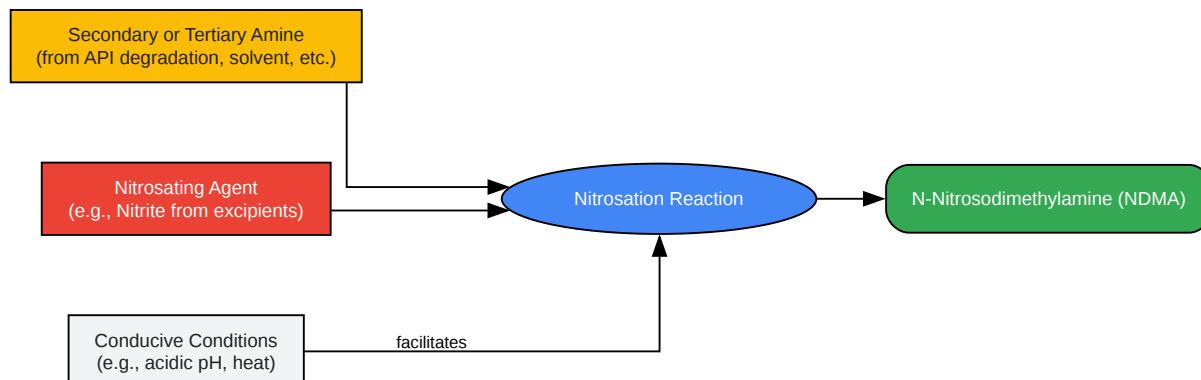 Secondary or Tertiary Amine
(from API degradation, solvent, etc.)
Nitrosating Agent
(e.g., Nitrite from excipients)
Nitrosation Reaction
N-Nitrosodimethylamine (NDMA)
Conducive Conditions
(e.g., acidic pH, heat)
facilitates